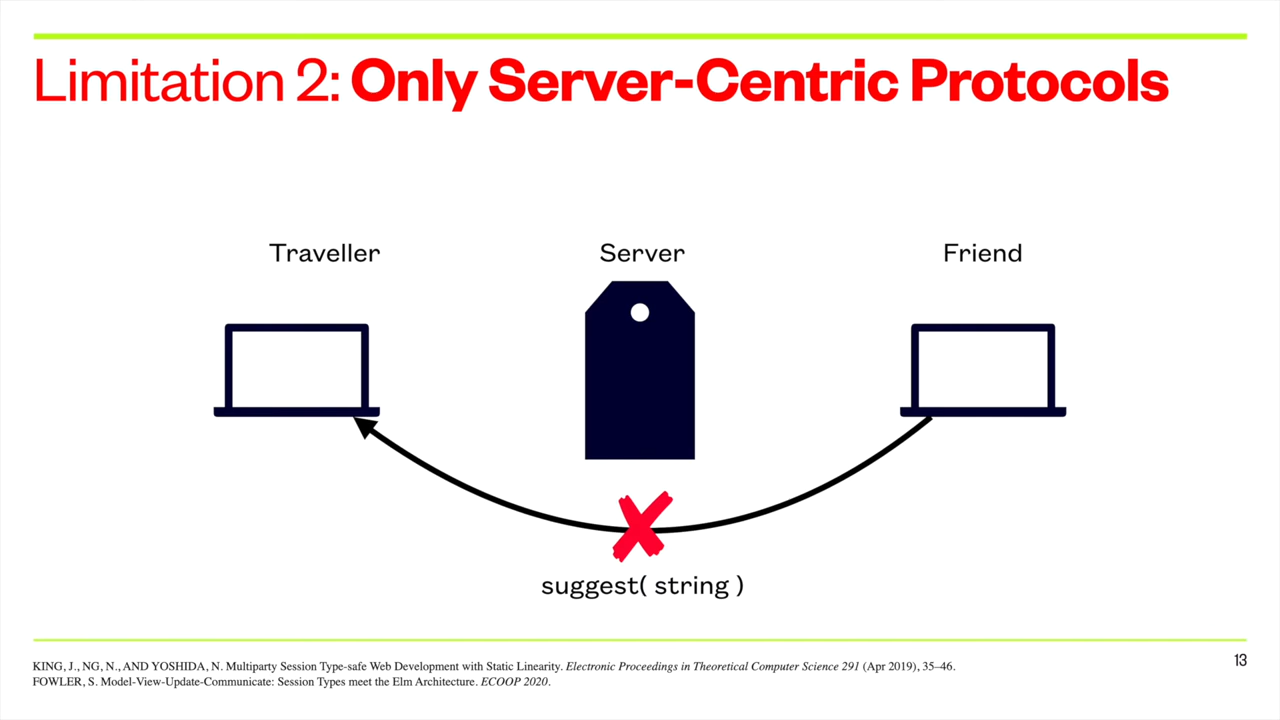 Limitation 2: Only Server-Centric Protocols
Traveller
Server
Friend
suggest( string )
KING, J., NG, N., AND YOSHIDA, N. Multiparty Session Type-safe Web Development with Static Linearity. Electronic Proceedings in Theoretical Computer Science 291 (Apr 2019), 35–46.
FOWLER, S. Model-View-Update-Communicate: Session Types meet the Elm Architecture. ECOOP 2020.
13